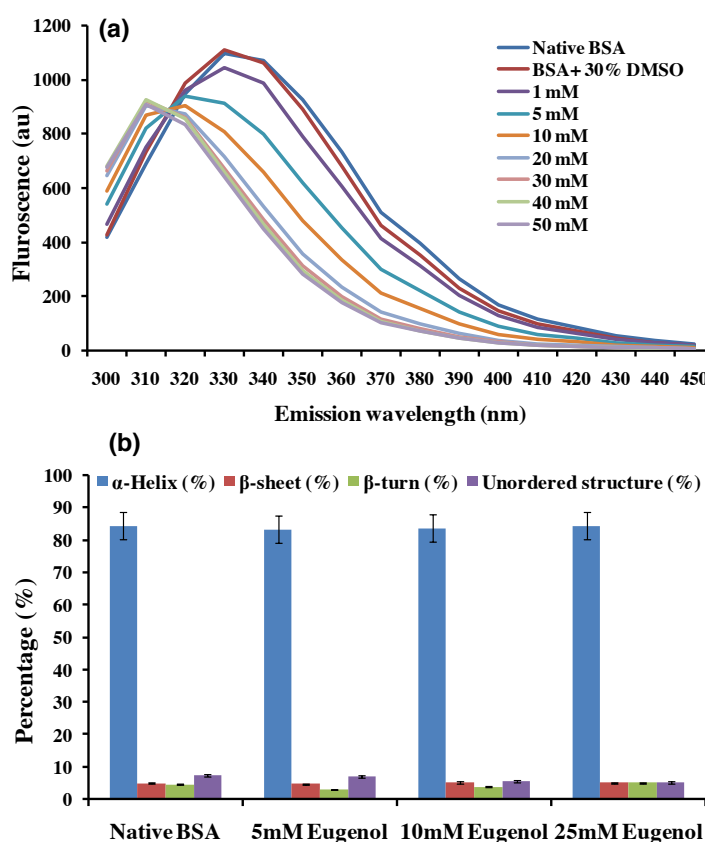 (a)
1200
1000
800
600
400
200
0
Fluroscence (au)
Native BSA
BSA+ 30% DMSO
1 mM
5 mM
10 mM
20 mM
30 mM
40 mM
50 mM
300 310 320 330 340 350 360 370 380 390 400 410 420 430 440 450
Emission wavelength (nm)
(b)
α-Helix (%) β-sheet (%) β-turn (%) Unordered structure (%)
100
90
80
70
60
50
40
30
20
10
0
Percentage (%)
Native BSA 5mM Eugenol 10mM Eugenol 25mM Eugenol